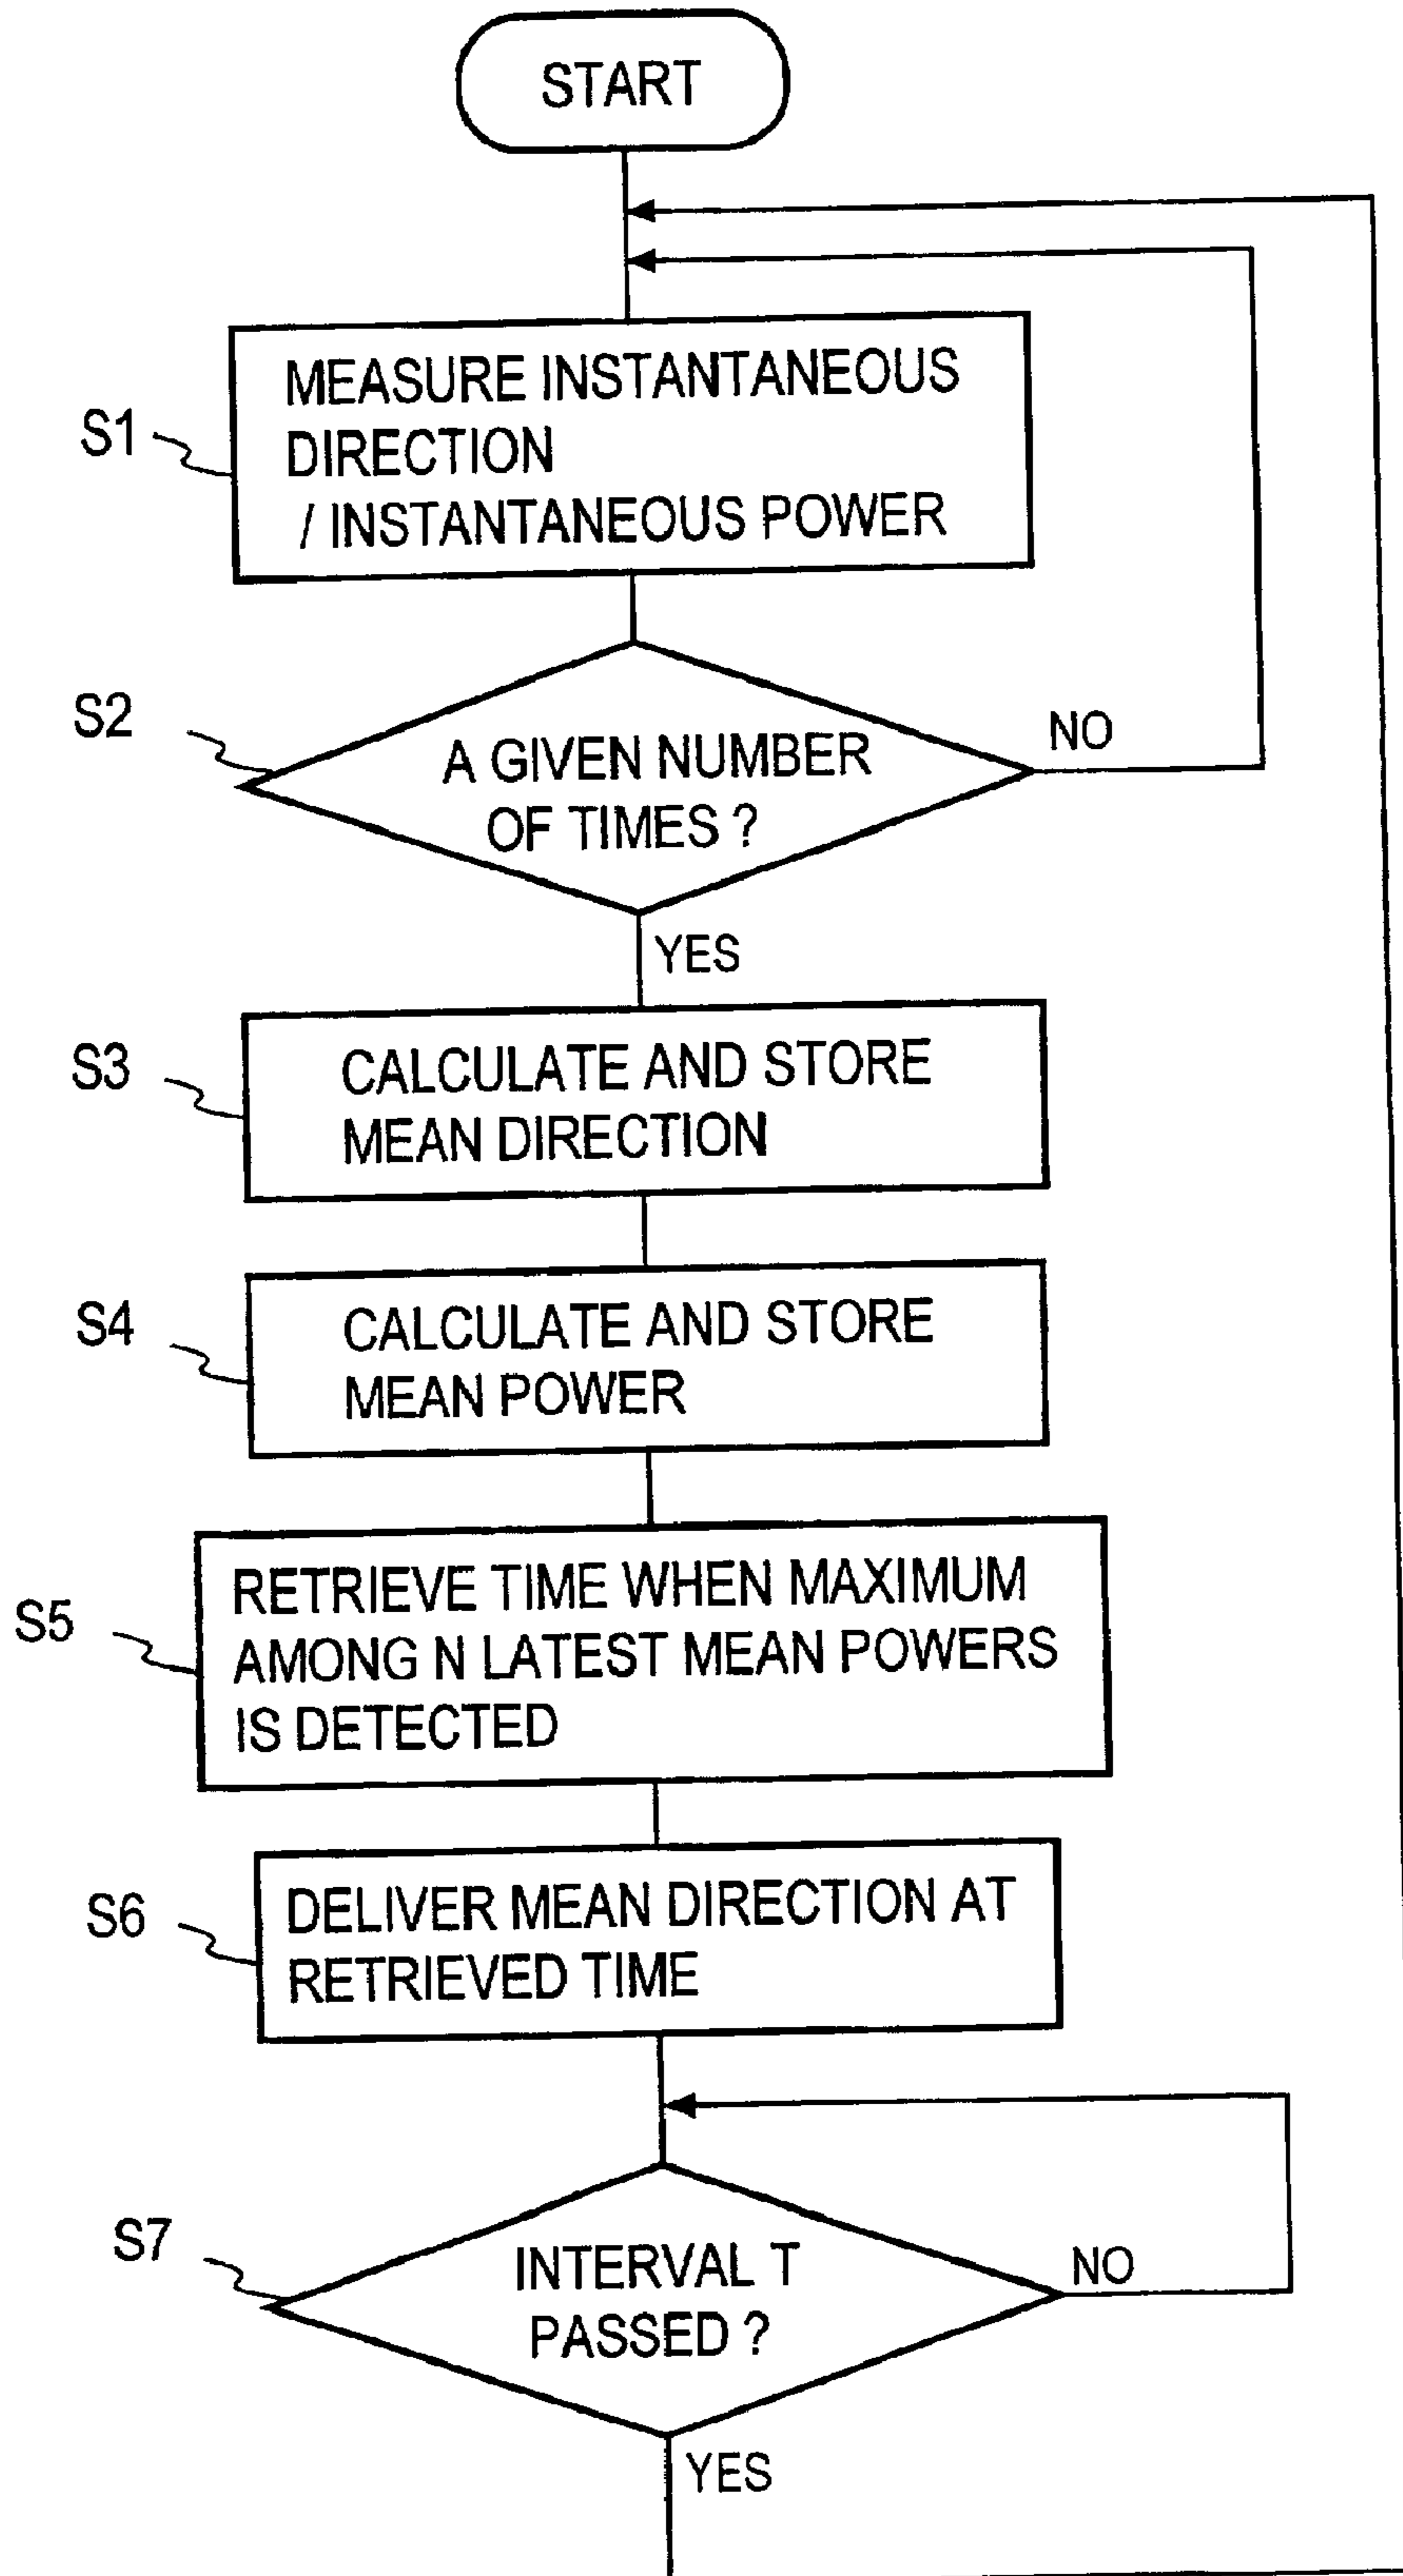 START
MEASURE INSTANTANEOUS
DIRECTION
/ INSTANTANEOUS POWER
S1
S2
A GIVEN NUMBER
OF TIMES ?
NO
YES
S3
CALCULATE AND STORE
MEAN DIRECTION
S4
CALCULATE AND STORE
MEAN POWER
S5
RETRIEVE TIME WHEN MAXIMUM
AMONG N LATEST MEAN POWERS
IS DETECTED
S6
DELIVER MEAN DIRECTION AT
RETRIEVED TIME
S7
INTERVAL T
PASSED ?
NO
YES